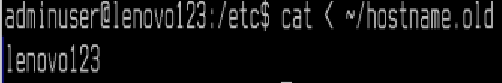 adminuser@lenovo123:/etc$ cat < ~/hostname.old
lenovo123